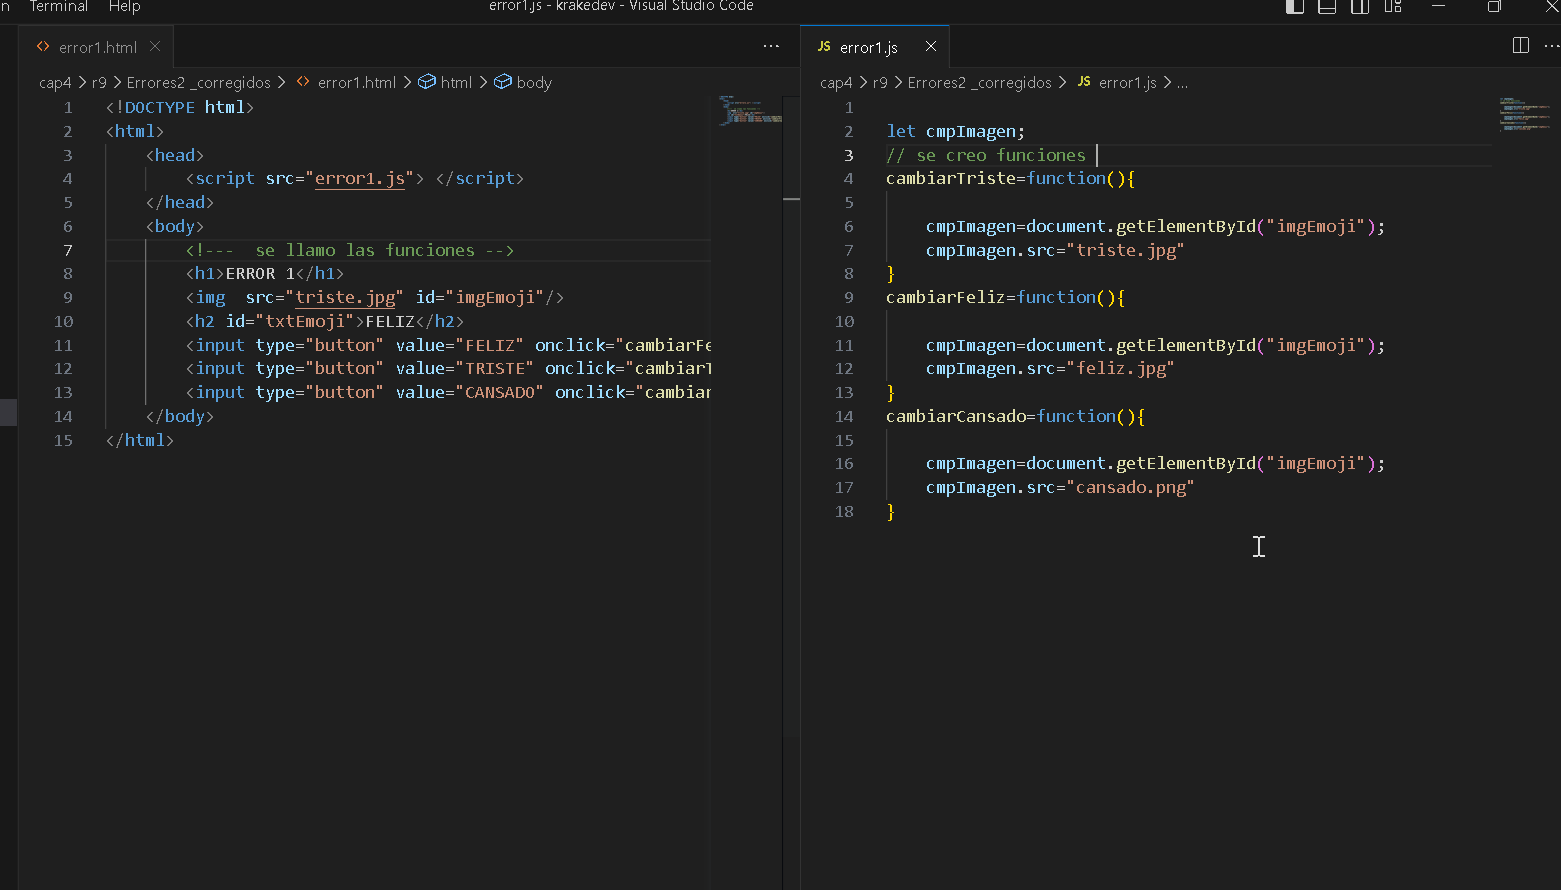 n Terminal Help error1.js - krakedev - Visual Studio Code
error1.html
cap4 > r9 > Errores2 _corregidos > error1.html > html > body
1 <!DOCTYPE html>
2 <html>
3 <head>
4 <script src="error1.js"> </script>
5 </head>
6 <body>
7 <!--- se llamo las funciones -->
8 <h1>ERROR 1</h1>
9 <img src="triste.jpg" id="imgEmoji"/>
10 <h2 id="txtEmoji">FELIZ</h2>
11 <input type="button" value="FELIZ" onclick="cambiarFe
12 <input type="button" value="TRISTE" onclick="cambiarT
13 <input type="button" value="CANSADO" onclick="cambiar
14 </body>
15 </html>
JS error1.js
cap4 > r9 > Errores2 _corregidos > JS error1.js > ...
1
2 let cmpImagen;
3 // se creo funciones
4 cambiarTriste=function(){
5
6 cmpImagen=document.getElementById("imgEmoji");
7 cmpImagen.src="triste.jpg"
8 }
9 cambiarFeliz=function(){
10
11 cmpImagen=document.getElementById("imgEmoji");
12 cmpImagen.src="feliz.jpg"
13 }
14 cambiarCansado=function(){
15
16 cmpImagen=document.getElementById("imgEmoji");
17 cmpImagen.src="cansado.png"
18 }